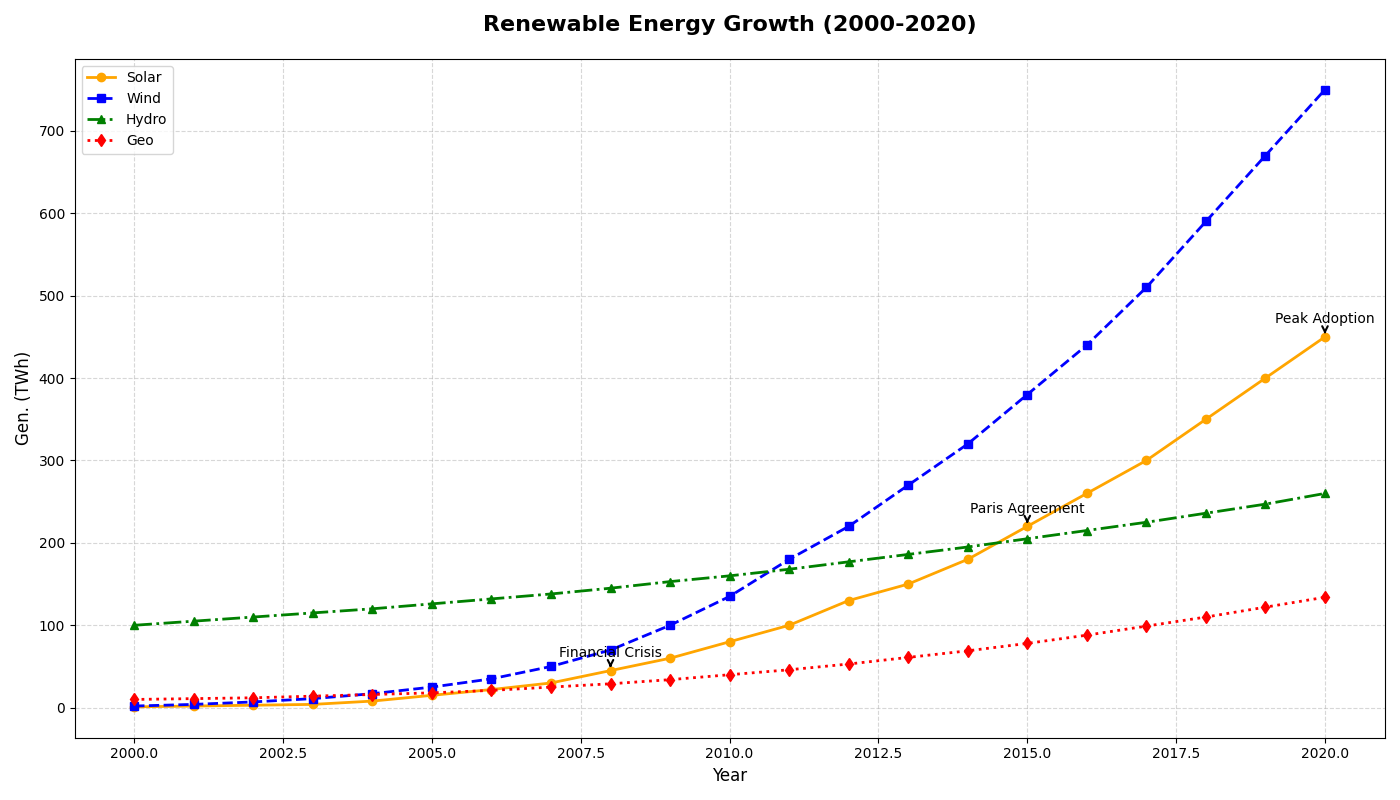 Renewable Energy Growth (2000-2020)
Solar
Wind
Hydro
Geo
Gen. (TWh)
700
600
500
400
300
200
100
0
Peak Adoption
Paris Agreement
Financial Crisis
2000.0
2002.5
2005.0
2007.5
2010.0
2012.5
2015.0
2017.5
2020.0
Year